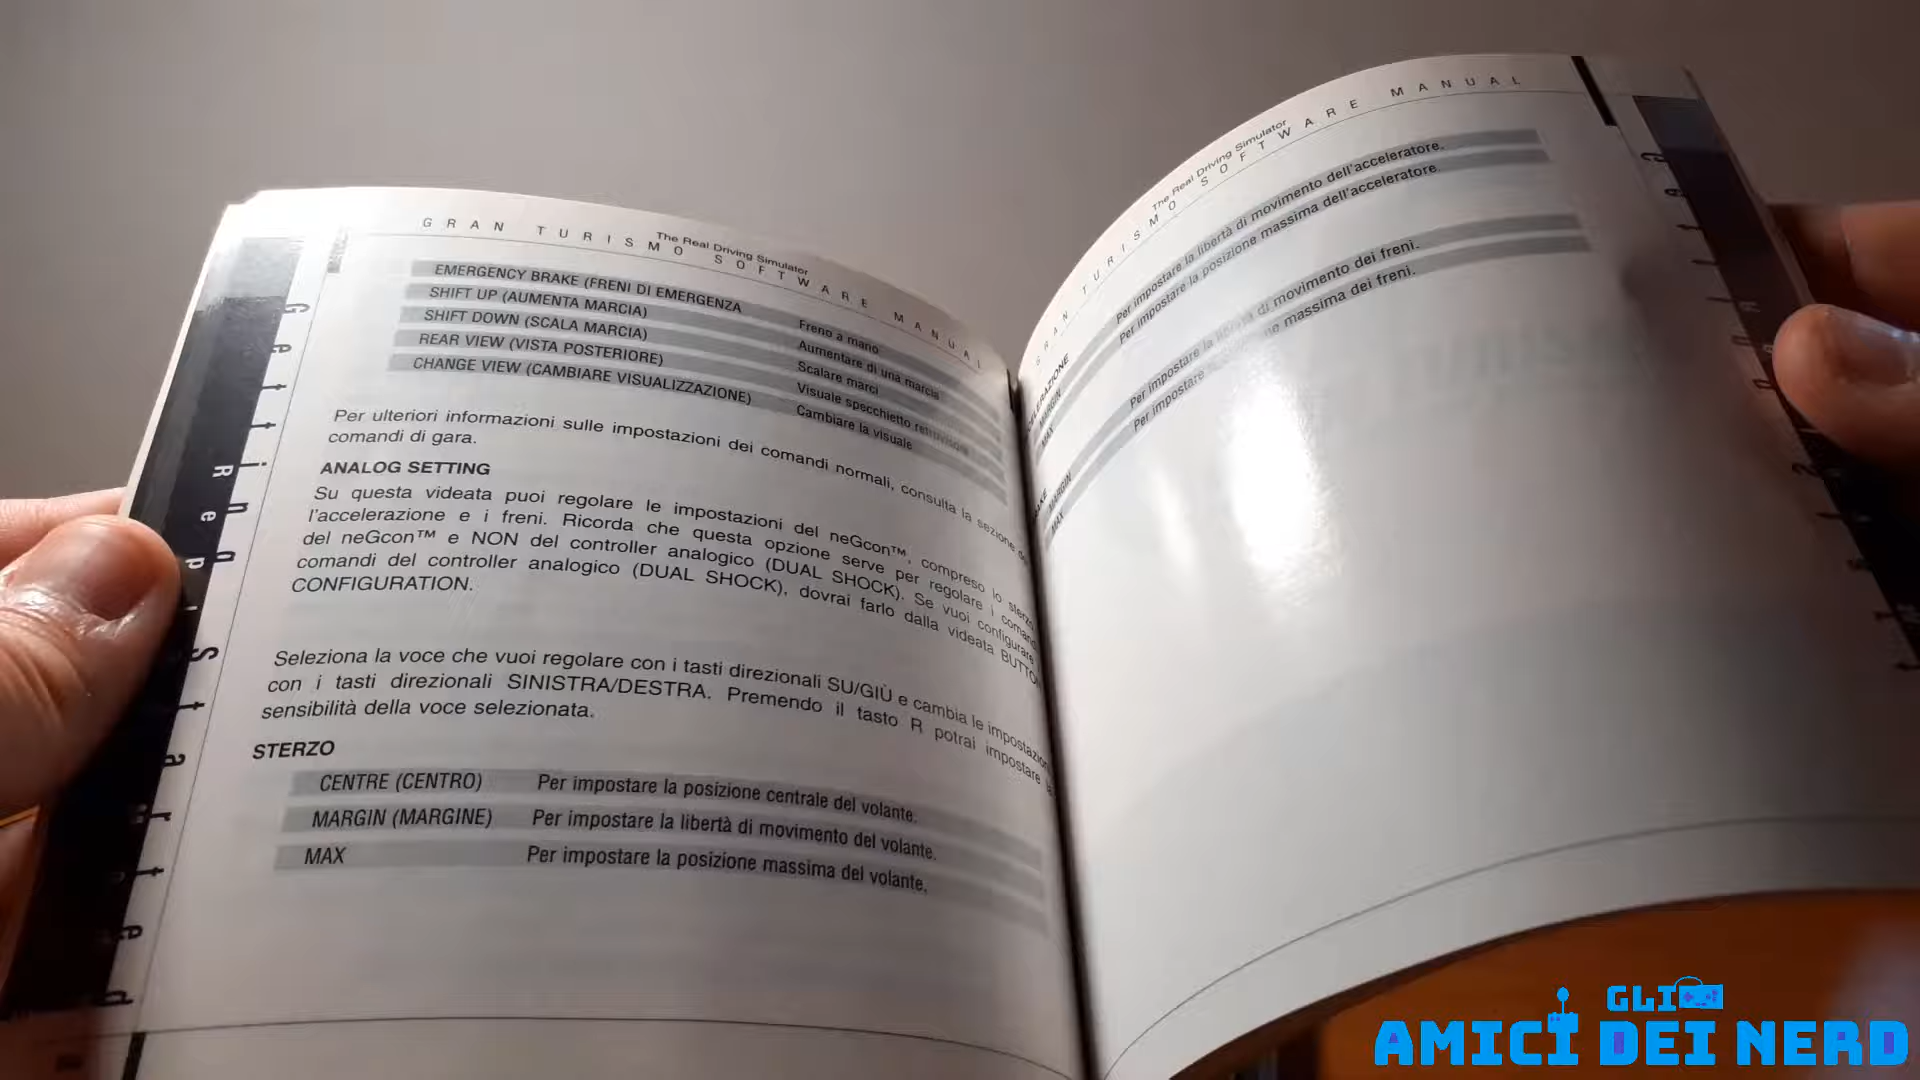 The Real Driving Simulator
GRAN TURISMO SOFTWARE MANUAL
EMERGENCY BRAKE (FRENI DI EMERGENZA Freno a mano
SHIFT UP (AUMENTA MARCIA) Aumentare di una marcia
SHIFT DOWN (SCALA MARCIA) Scalare marci
REAR VIEW (VISTA POSTERIORE) Visuale specchietto retrovisore
CHANGE VIEW (CAMBIARE VISUALIZZAZIONE) Cambiare la visuale
Per ulteriori informazioni sulle impostazioni dei comandi normali, consulta la sezione
comandi di gara.
ANALOG SETTING
Su questa videata puoi regolare le impostazioni del neGcon™, compreso lo sterzo
l'accelerazione e i freni. Ricorda che questa opzione serve per regolare i
del neGcon™ e NON del controller analogico (DUAL SHOCK). Se vuoi configurare
comandi del controller analogico (DUAL SHOCK), dovrai farlo dalla videata BUTTON
CONFIGURATION.
Seleziona la voce che vuoi regolare con i tasti direzionali SU/GIÙ e cambia le impostazioni
con i tasti direzionali SINISTRA/DESTRA. Premendo il tasto R potrai impostare la
sensibilità della voce selezionata.
STERZO
CENTRE (CENTRO) Per impostare la posizione centrale del volante.
MARGIN (MARGINE) Per impostare la libertà di movimento del volante.
MAX Per impostare la posizione massima del volante.
Getting Started
The Real Driving Simulator
GRAN TURISMO SOFTWARE MANUAL
MARGIN Per impostare la libertà di movimento dell'acceleratore.
MAX Per impostare la posizione massima dell'acceleratore.
MARGIN Per impostare la libertà di movimento dei freni.
MAX Per impostare massima dei freni.
GLI
AMICI DEI NERD